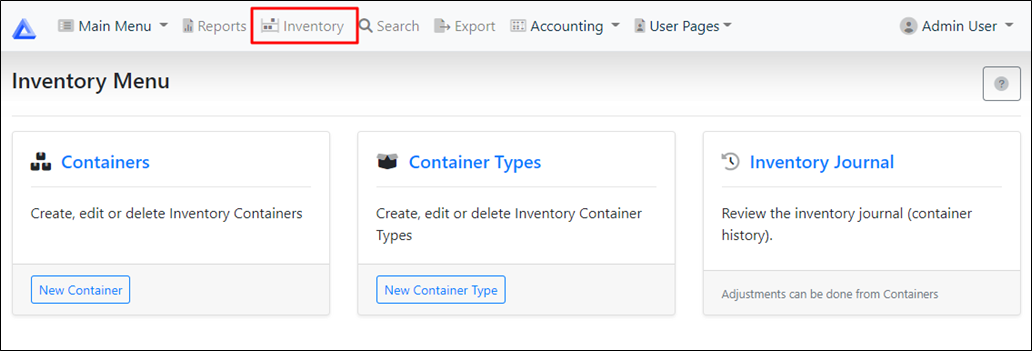 Main Menu Reports Inventory Search Export Accounting User Pages Admin User
Inventory Menu
?
Containers
Create, edit or delete Inventory Containers
New Container
Container Types
Create, edit or delete Inventory Container
Types
New Container Type
Inventory Journal
Review the inventory journal (container
history).
Adjustments can be done from Containers